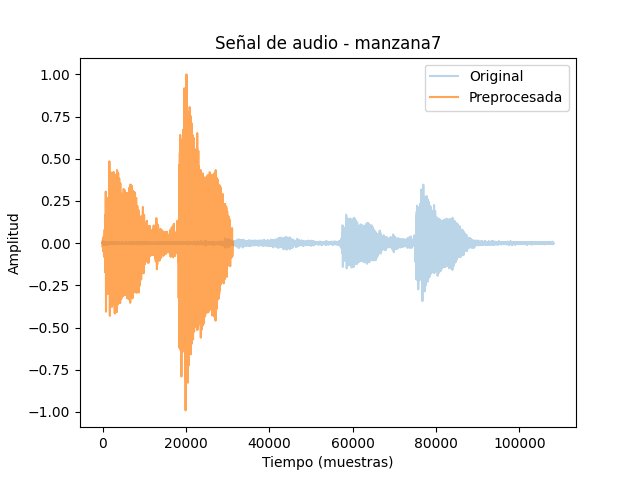 Señal de audio - manzana7
Original
Preprocesada
1.00
0.75
0.50
0.25
0.00
−0.25
−0.50
−0.75
−1.00
Amplitud
0 20000 40000 60000 80000 100000
Tiempo (muestras)